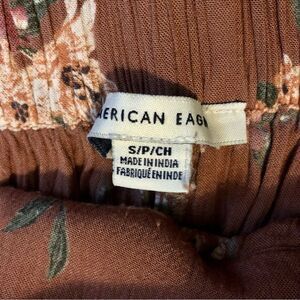 MERICAN EAG
S/P/CH
MADE IN INDIA
FABRIQUÉ EN INDE